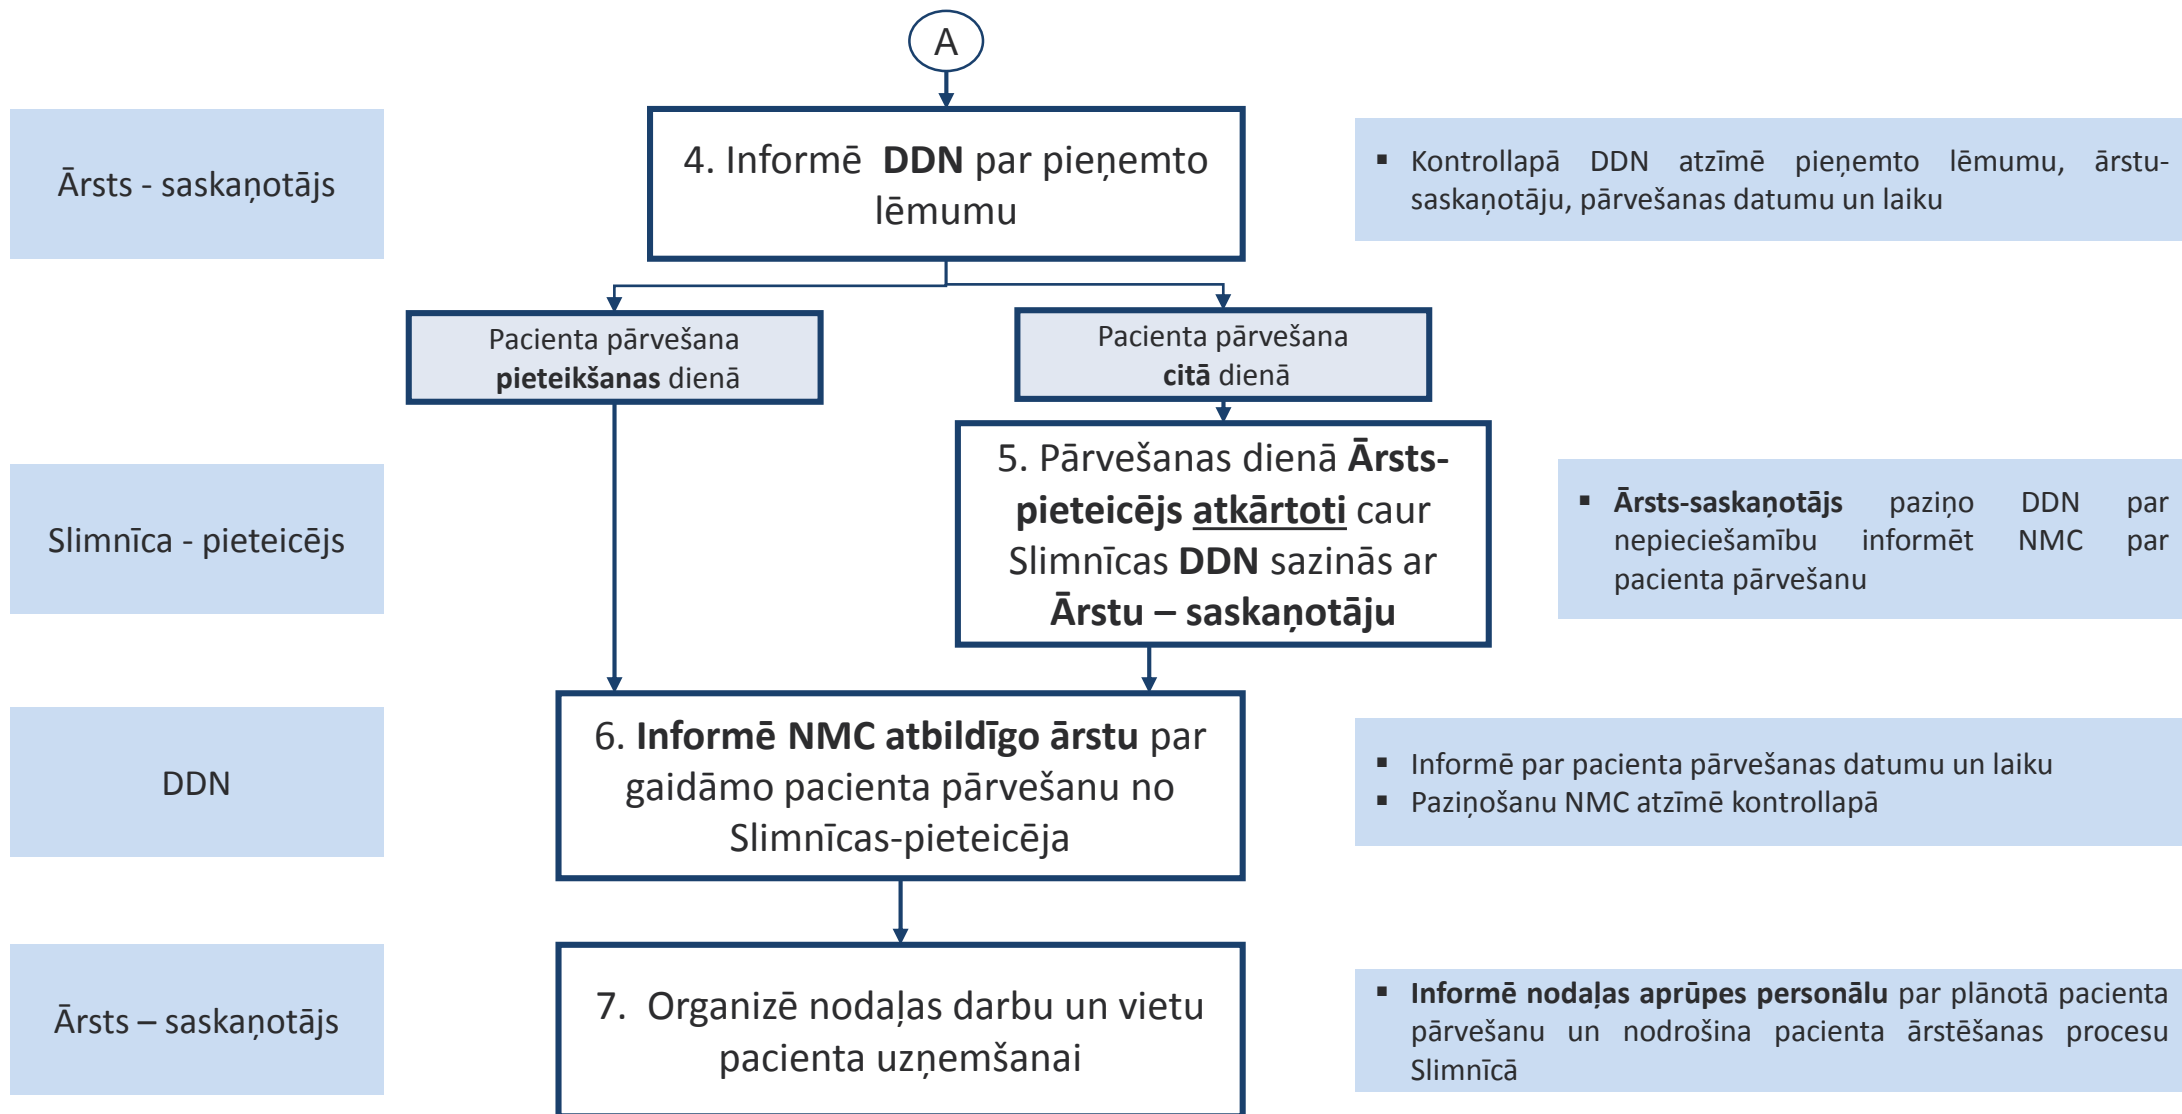 A
Ārsts - saskaņotājs
4. Informē DDN par pieņemto
lēmumu
▪ Kontrollapā DDN atzīmē pieņemto lēmumu, ārstu-
saskaņotāju, pārvešanas datumu un laiku
Pacienta pārvešana
pieteikšanas dienā
Pacienta pārvešana
citā dienā
Slimnīca - pieteicējs
5. Pārvešanas dienā Ārsts-
pieteicējs atkārtoti caur
Slimnīcas DDN sazinās ar
Ārstu – saskaņotāju
▪ Ārsts-saskaņotājs paziņo DDN par
nepieciešamību informēt NMC par
pacienta pārvešanu
DDN
6. Informē NMC atbildīgo ārstu par
gaidāmo pacienta pārvešanu no
Slimnīcas-pieteicēja
▪ Informē par pacienta pārvešanas datumu un laiku
▪ Paziņošanu NMC atzīmē kontrollapā
Ārsts – saskaņotājs
7. Organizē nodaļas darbu un vietu
pacienta uzņemšanai
▪ Informē nodaļas aprūpes personālu par plānotā pacienta
pārvešanu un nodrošina pacienta ārstēšanas procesu
Slimnīcā